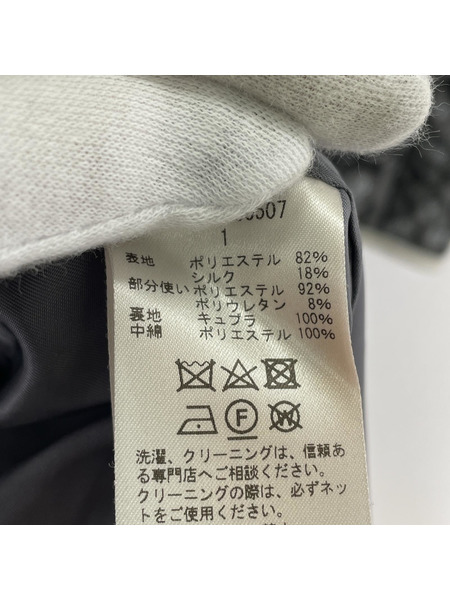 507
1
表地 ポリエステル 82%
シルク 18%
部分使い ポリエステル 92%
ポリウレタン 8%
裏地 キュプラ 100%
中綿 ポリエステル 100%
F W
洗濯、クリーニングは、信頼あ
る専門店へご相談ください。
クリーニングの際は、必ずネッ
トをご使用ください。